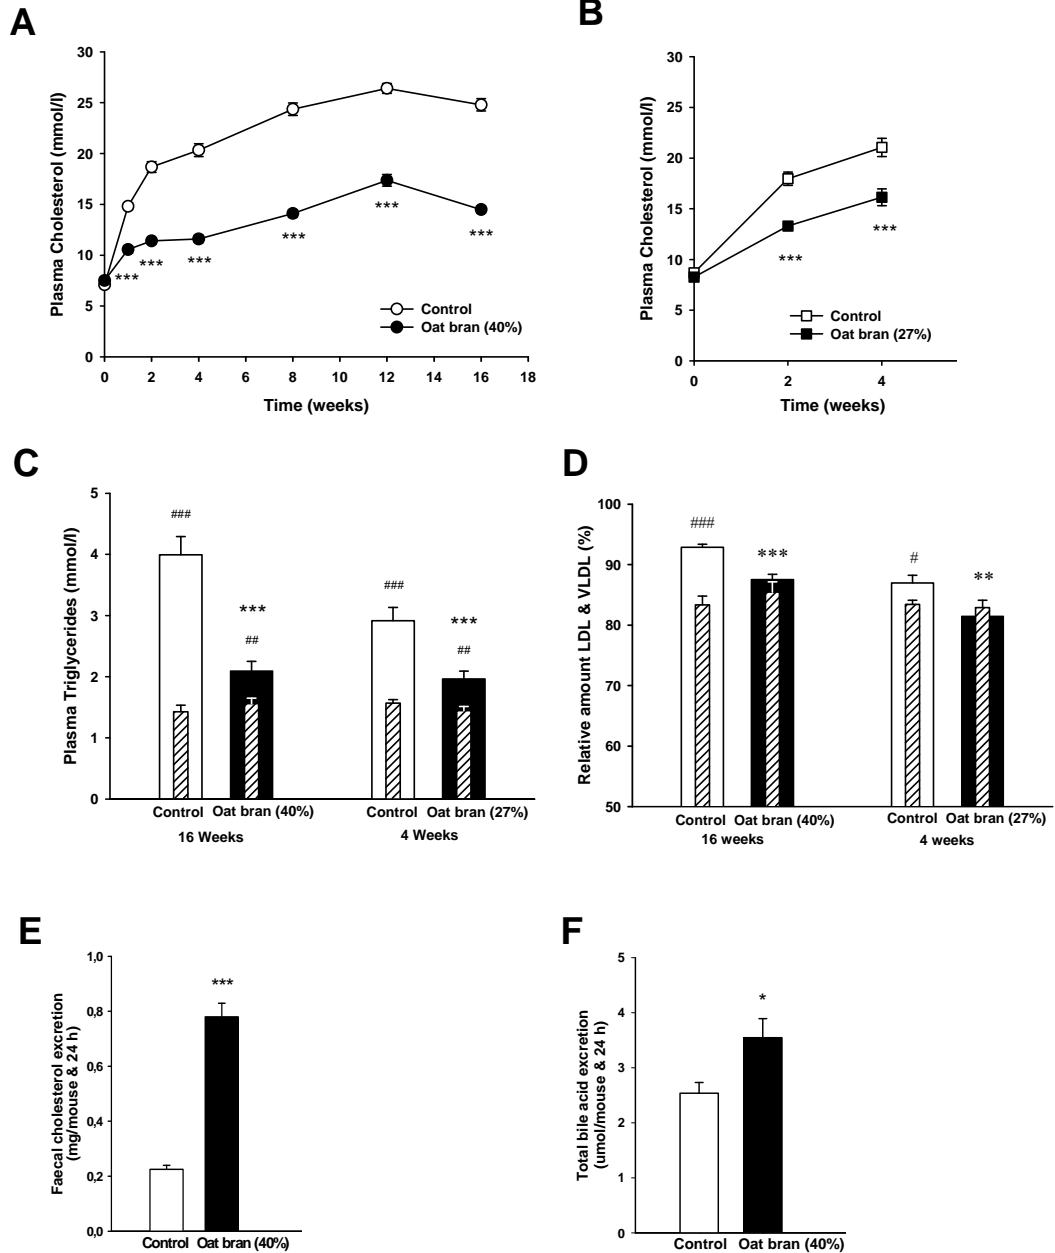 A
30
25
20
15
10
5
0
Plasma Cholesterol (mmol/l)
***
***
***
***
***
***
Control
Oat bran (40%)
0 2 4 6 8 10 12 14 16 18
Time (weeks)
B
30
25
20
15
10
5
0
Plasma Cholesterol (mmol/l)
***
***
Control
Oat bran (27%)
0 2 4
Time (weeks)
C
5
4
3
2
1
0
Plasma Triglycerides (mmol/l)
###
***
##
###
***
##
Control Oat bran (40%) Control Oat bran (27%)
16 Weeks 4 Weeks
D
100
90
80
70
60
50
Relative amount LDL & VLDL (%)
###
***
#
**
Control Oat bran (40%) Control Oat bran (27%)
16 weeks 4 weeks
E
1,0
0,8
0,6
0,4
0,2
0,0
Faecal cholesterol excretion
(mg/mouse & 24 h)
***
Control Oat bran (40%)
F
5
4
3
2
1
0
Total bile acid excretion
(umol/mouse & 24 h)
*
Control Oat bran (40%)